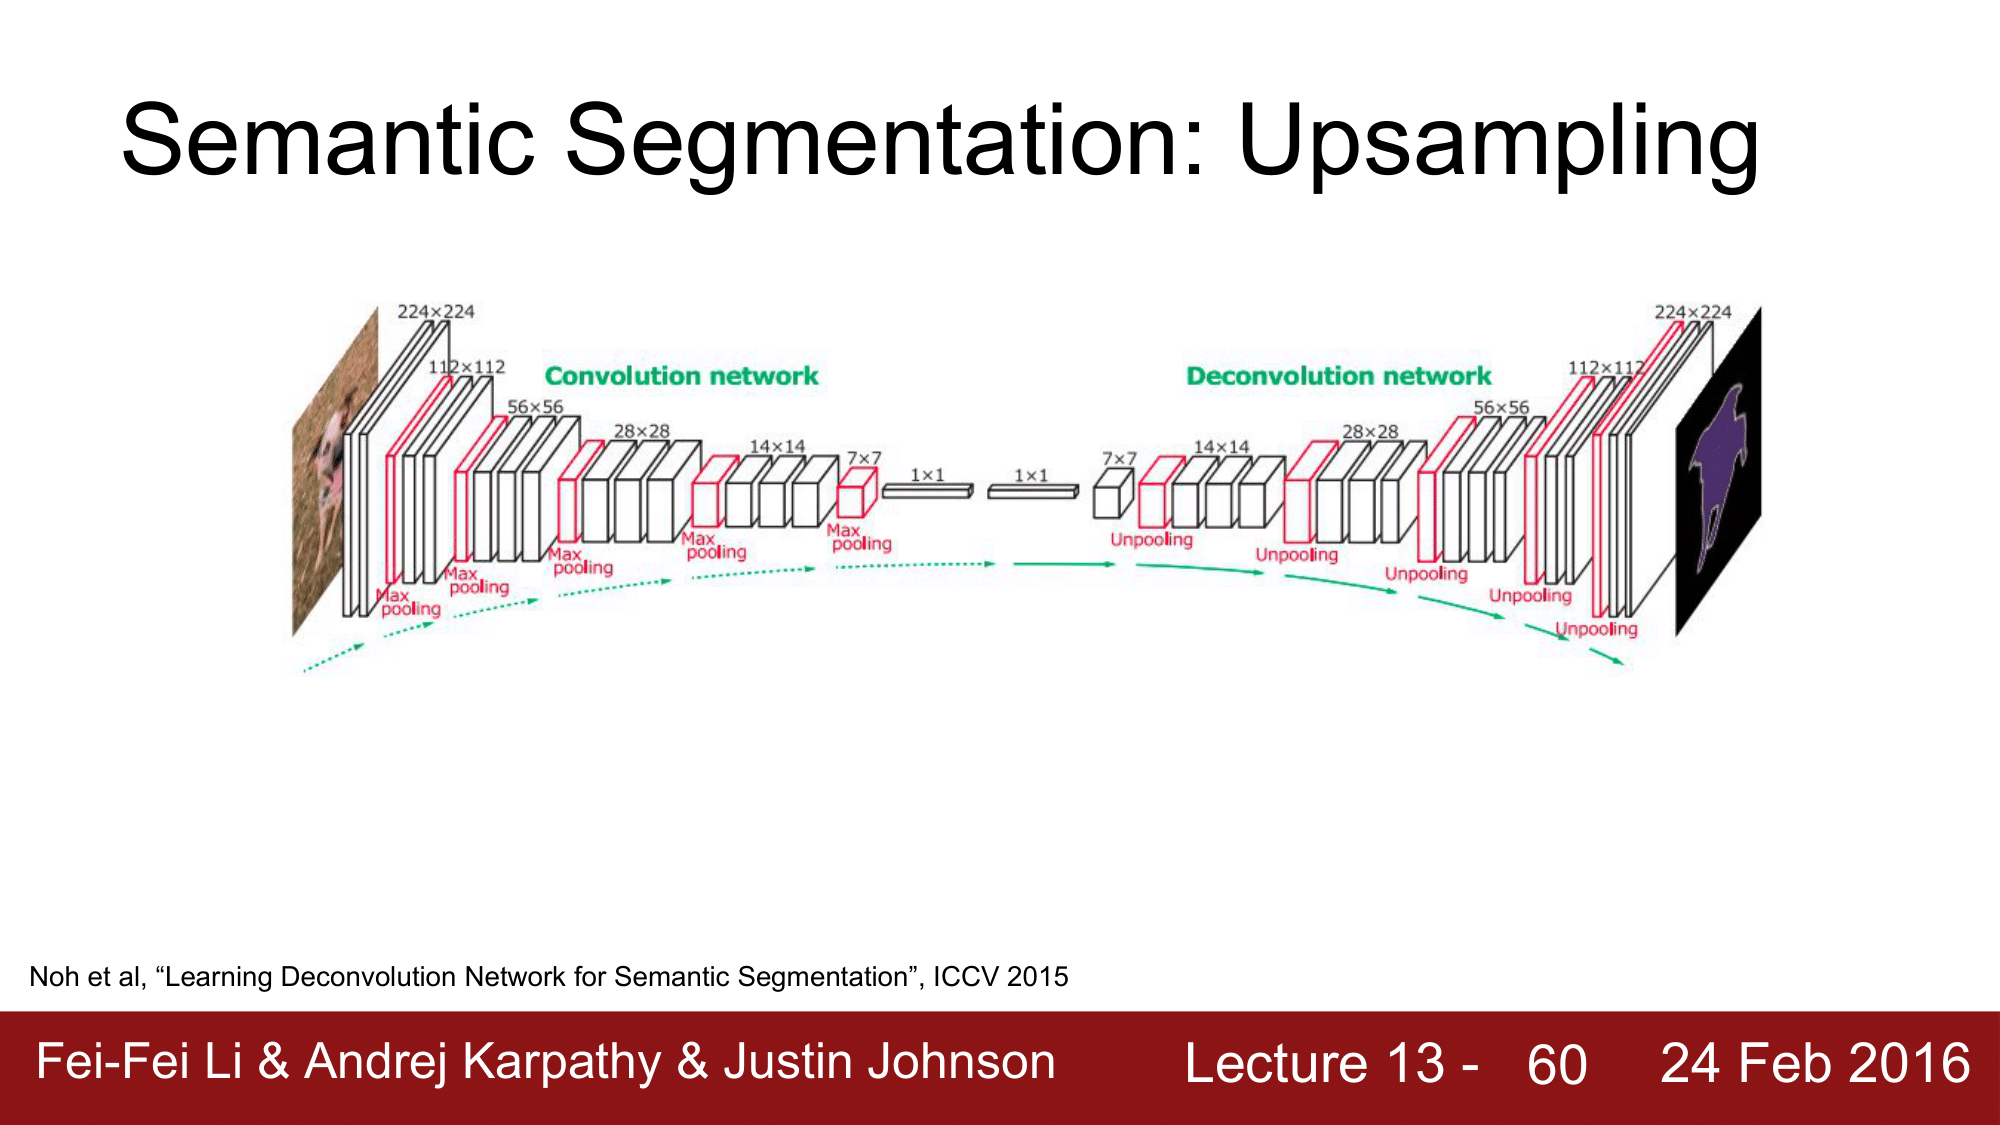 Semantic Segmentation: Upsampling
224×224
112×112
56×56
28×28
14×14
7×7
1×1
1×1
7×7
14×14
28×28
56×56
112×112
224×224
Convolution network
Deconvolution network
Max
pooling
Max
pooling
Max
pooling
Max
pooling
Max
pooling
Unpooling
Unpooling
Unpooling
Unpooling
Unpooling
Noh et al, “Learning Deconvolution Network for Semantic Segmentation”, ICCV 2015
Fei-Fei Li & Andrej Karpathy & Justin Johnson
Lecture 13 - 60
24 Feb 2016